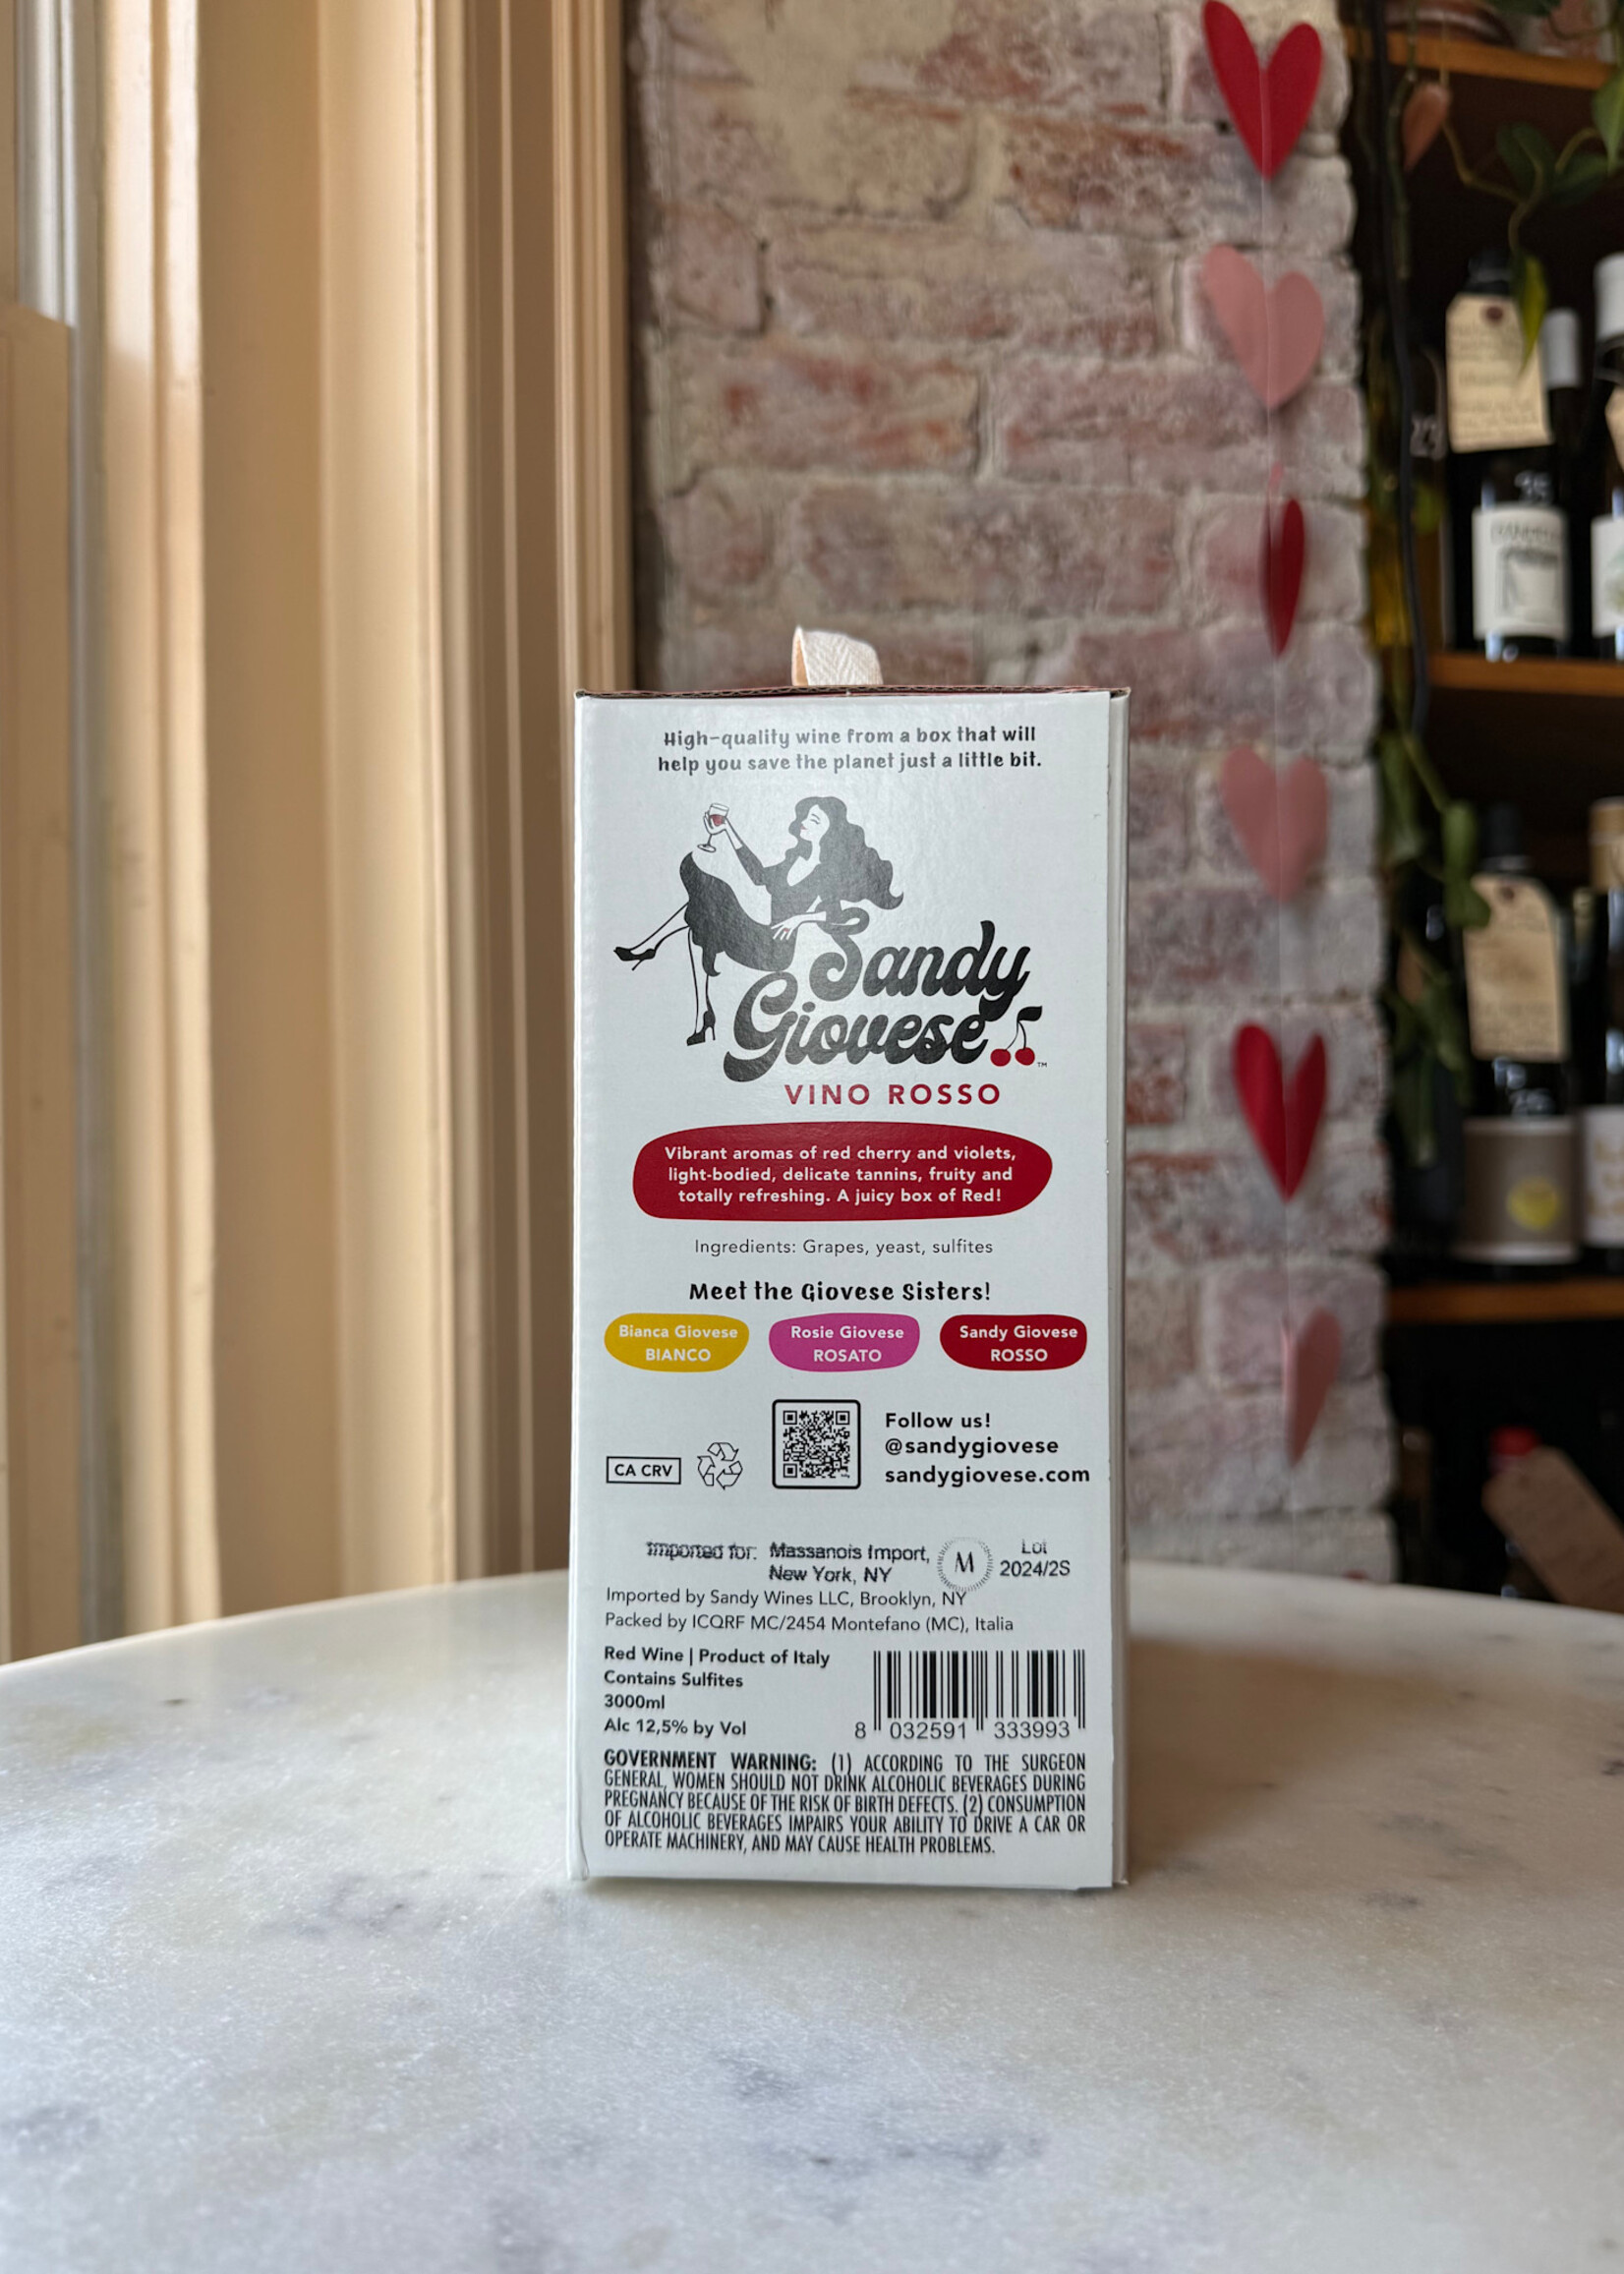 High-quality wine from a box that will
help you save the planet just a little bit.
Sandy
Giovese
TM
VINO ROSSO
Vibrant aromas of red cherry and violets,
light-bodied, delicate tannins, fruity and
totally refreshing. A juicy box of Red!
Ingredients: Grapes, yeast, sulfites
Meet the Giovese Sisters!
Bianca Giovese
BIANCO
Rosie Giovese
ROSATO
Sandy Giovese
ROSSO
CA CRV
Follow us!
@sandygiovese
sandygiovese.com
Imported for: Massanois Import,
New York, NY
M
Lot
2024/2S
Imported by Sandy Wines LLC, Brooklyn, NY
Packed by ICQRF MC/2454 Montefano (MC), Italia
Red Wine | Product of Italy
Contains Sulfites
3000ml
Alc 12,5% by Vol
8 032591 333993
GOVERNMENT WARNING: (1) ACCORDING TO THE SURGEON
GENERAL, WOMEN SHOULD NOT DRINK ALCOHOLIC BEVERAGES DURING
PREGNANCY BECAUSE OF THE RISK OF BIRTH DEFECTS. (2) CONSUMPTION
OF ALCOHOLIC BEVERAGES IMPAIRS YOUR ABILITY TO DRIVE A CAR OR
OPERATE MACHINERY, AND MAY CAUSE HEALTH PROBLEMS.
35